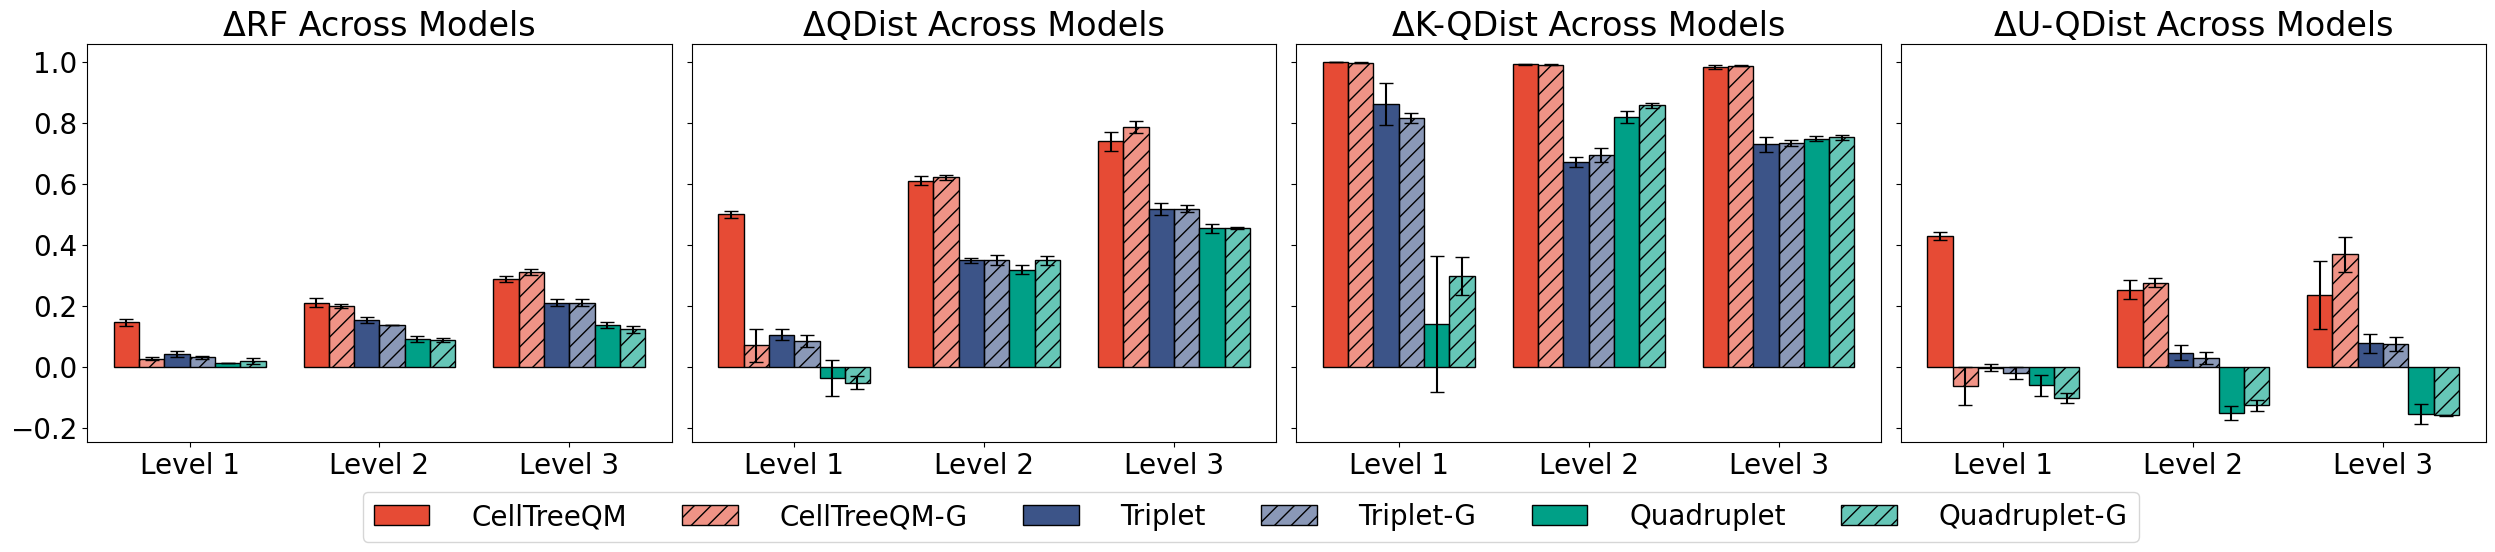 ΔRF Across Models
ΔQDist Across Models
ΔK-QDist Across Models
ΔU-QDist Across Models
1.0
0.8
0.6
0.4
0.2
0.0
−0.2
Level 1 Level 2 Level 3
Level 1 Level 2 Level 3
Level 1 Level 2 Level 3
Level 1 Level 2 Level 3
CellTreeQM CellTreeQM-G Triplet Triplet-G Quadruplet Quadruplet-G